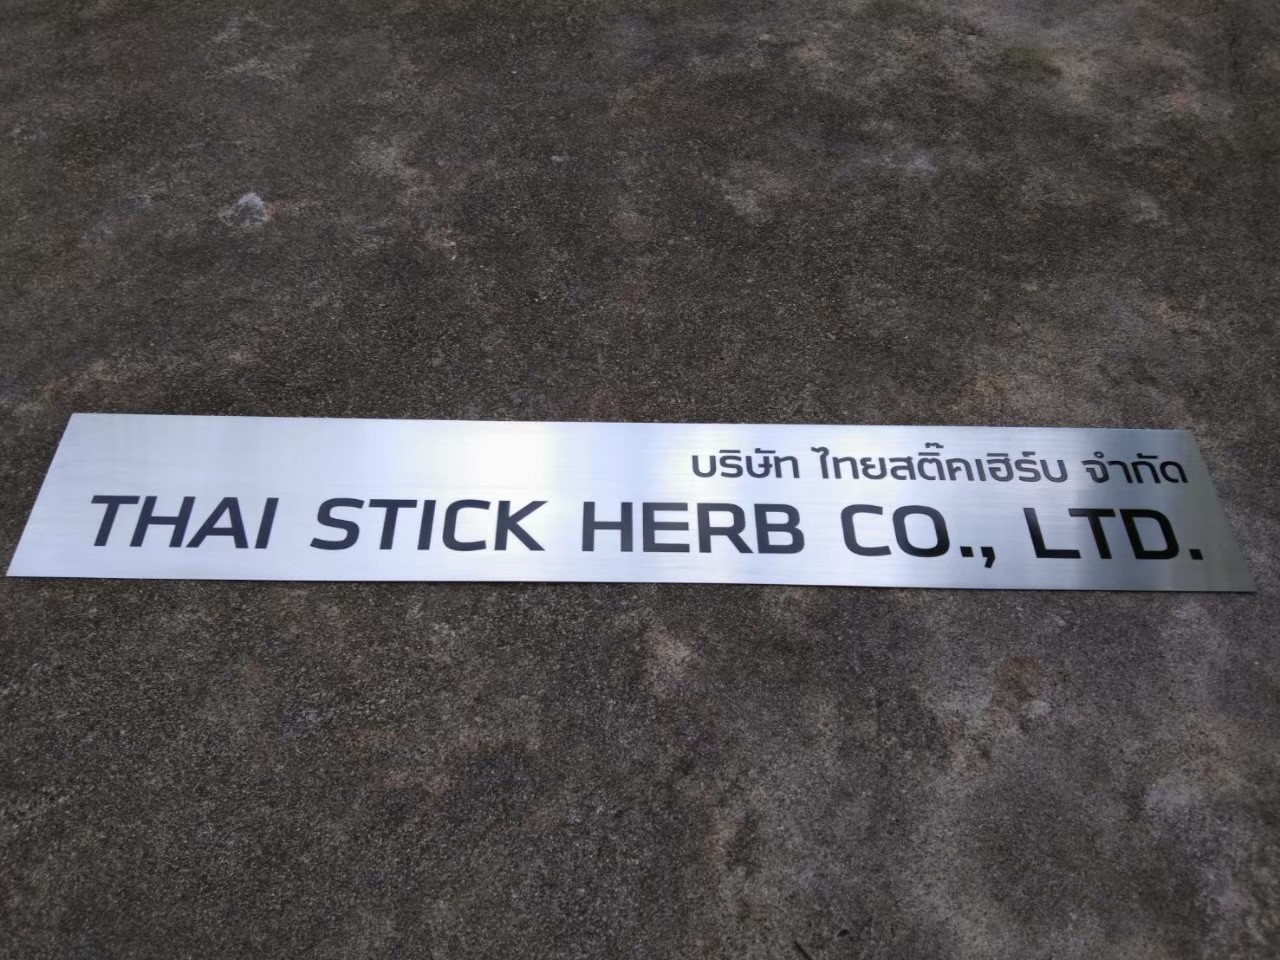 บริษัท ไทยสติ๊คเฮิร์บ จำกัด
THAI STICK HERB CO., LTD.